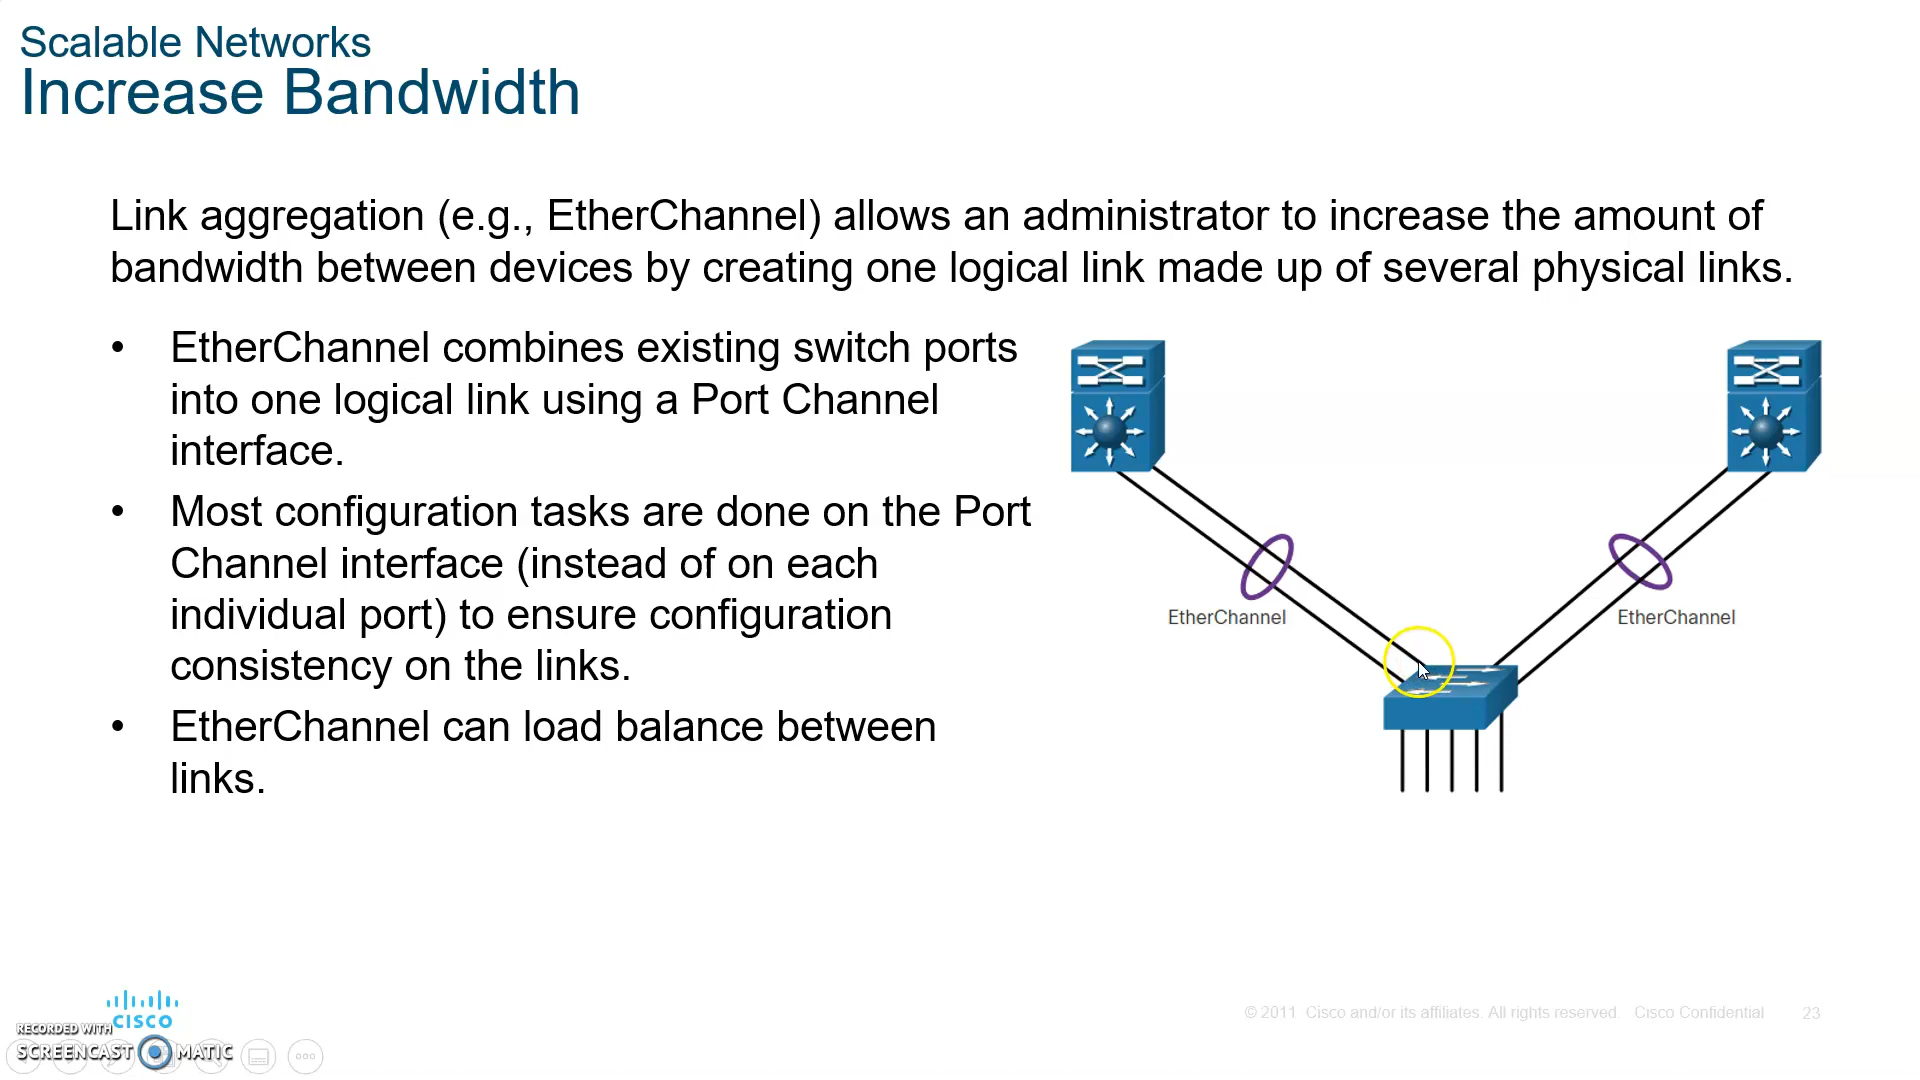 Scalable Networks
Increase Bandwidth
Link aggregation (e.g., EtherChannel) allows an administrator to increase the amount of
bandwidth between devices by creating one logical link made up of several physical links.
• EtherChannel combines existing switch ports
into one logical link using a Port Channel
interface.
• Most configuration tasks are done on the Port
Channel interface (instead of on each
individual port) to ensure configuration
consistency on the links.
• EtherChannel can load balance between
links.
EtherChannel
EtherChannel
CISCO
RECORDED WITH
SCREENCAST MATIC
© 2011 Cisco and/or its affiliates. All rights reserved. Cisco Confidential 23